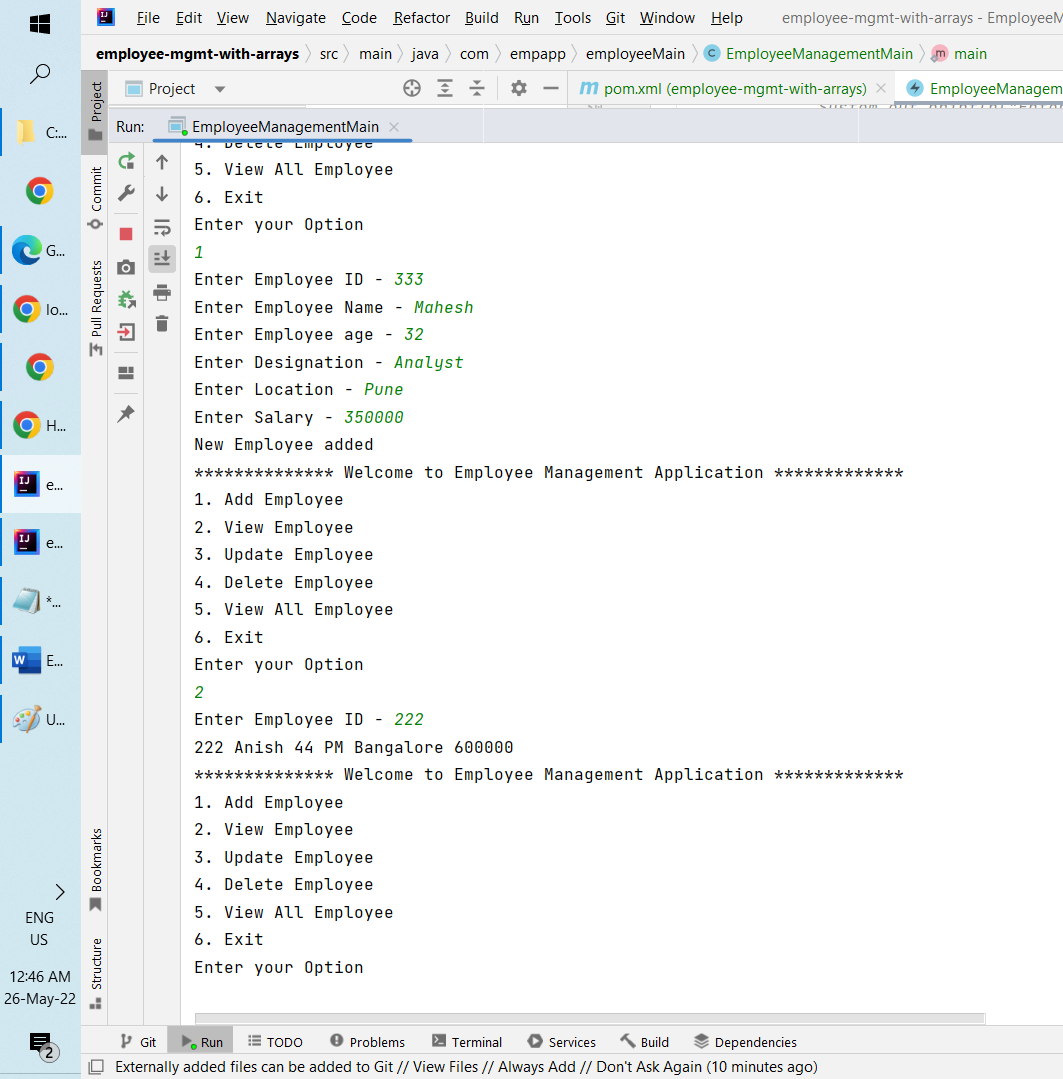 File Edit View Navigate Code Refactor Build Run Tools Git Window Help employee-mgmt-with-arrays - EmployeeM
employee-mgmt-with-arrays src main java com empapp employeeMain EmployeeManagementMain main
Project
pom.xml (employee-mgmt-with-arrays)
EmployeeManagem
Run: EmployeeManagementMain
4. Delete Employee
5. View All Employee
6. Exit
Enter your Option
1
Enter Employee ID - 333
Enter Employee Name - Mahesh
Enter Employee age - 32
Enter Designation - Analyst
Enter Location - Pune
Enter Salary - 350000
New Employee added
************** Welcome to Employee Management Application *************
1. Add Employee
2. View Employee
3. Update Employee
4. Delete Employee
5. View All Employee
6. Exit
Enter your Option
2
Enter Employee ID - 222
222 Anish 44 PM Bangalore 600000
************** Welcome to Employee Management Application *************
1. Add Employee
2. View Employee
3. Update Employee
4. Delete Employee
5. View All Employee
6. Exit
Enter your Option
Git Run TODO Problems Terminal Services Build Dependencies
Externally added files can be added to Git // View Files // Always Add // Don't Ask Again (10 minutes ago)
Project
Commit
Pull Requests
Bookmarks
Structure
C:...
G...
lo...
H...
e...
e...
*...
E...
U...
ENG
US
12:46 AM
26-May-22
2